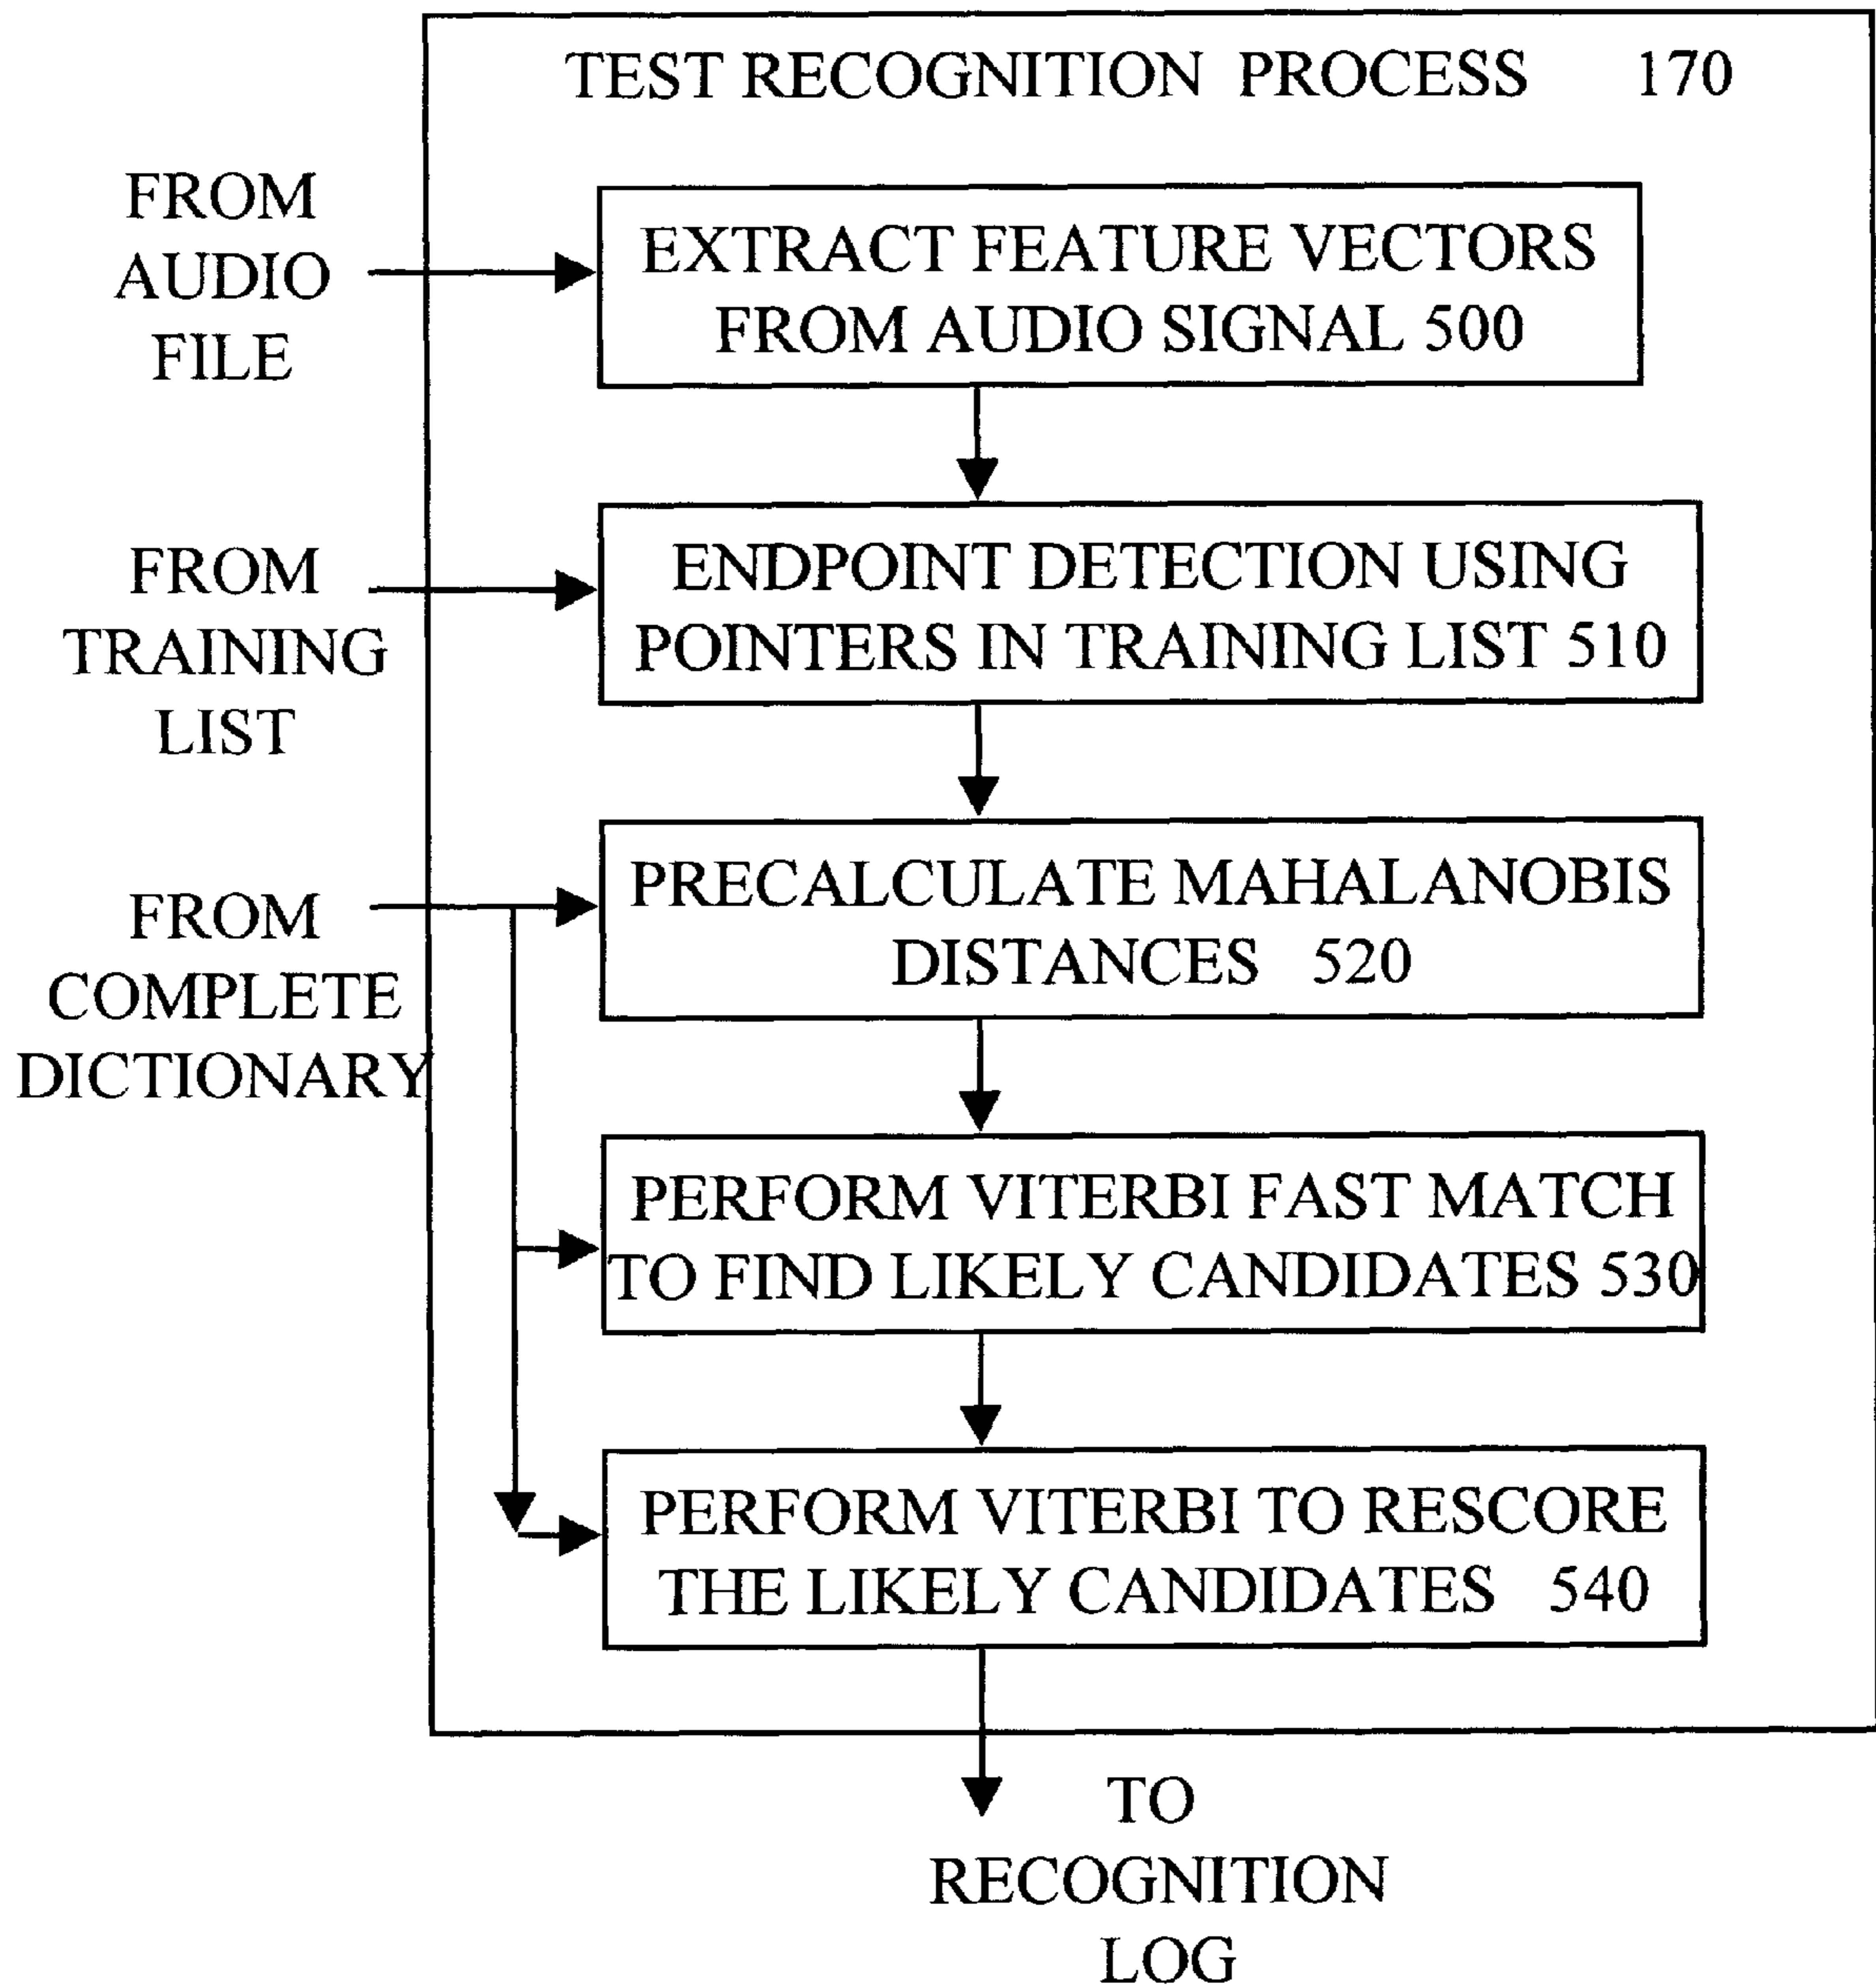 TEST RECOGNITION PROCESS 170
FROM
AUDIO
FILE
EXTRACT FEATURE VECTORS
FROM AUDIO SIGNAL 500
FROM
TRAINING
LIST
ENDPOINT DETECTION USING
POINTERS IN TRAINING LIST 510
FROM
COMPLETE
DICTIONARY
PRECALCULATE MAHALANOBIS
DISTANCES 520
PERFORM VITERBI FAST MATCH
TO FIND LIKELY CANDIDATES 530
PERFORM VITERBI TO RESCORE
THE LIKELY CANDIDATES 540
TO
RECOGNITION
LOG